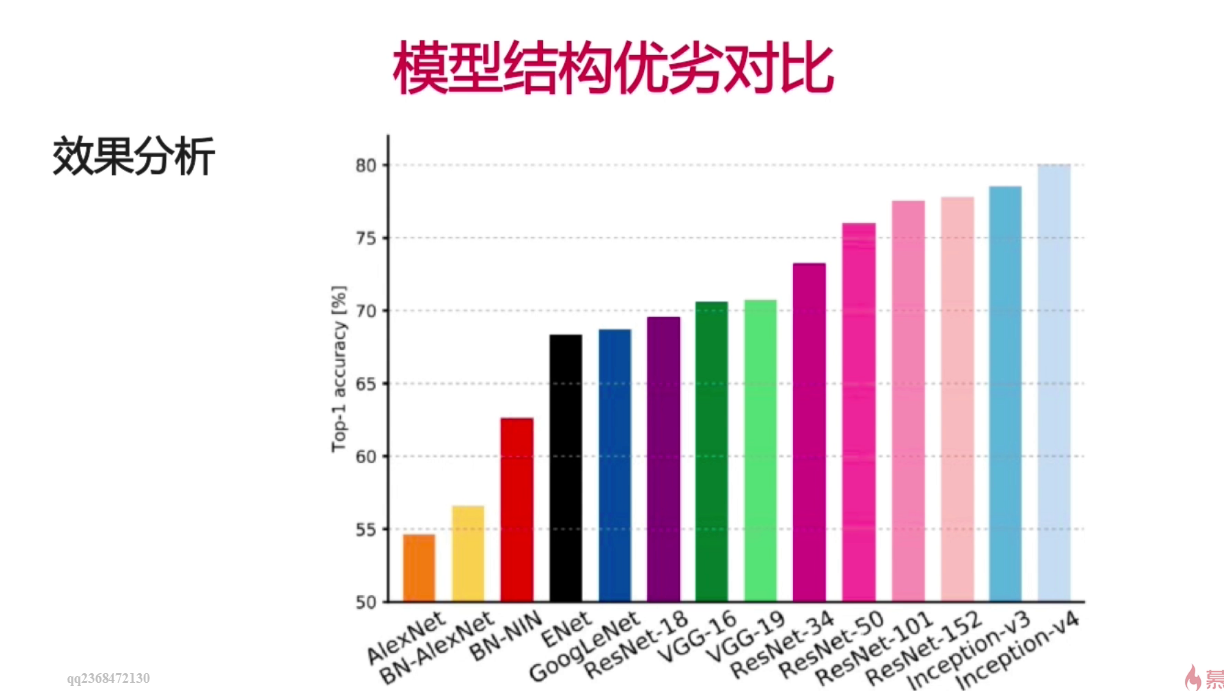 模型结构优劣对比
效果分析
Top-1 accuracy [%]
80
75
70
65
60
55
50
AlexNet
BN-AlexNet
BN-NIN
ENet
GoogLeNet
ResNet-18
VGG-16
VGG-19
ResNet-34
ResNet-50
ResNet-101
ResNet-152
Inception-v3
Inception-v4
qq2368472130
慕